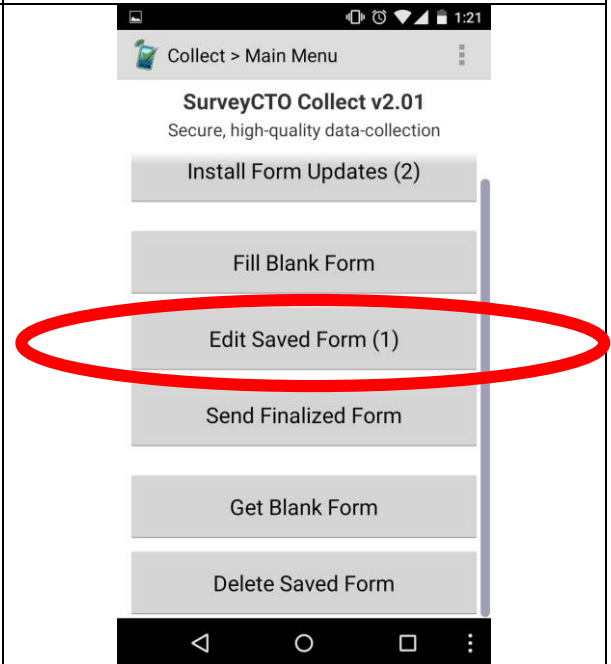 1:21
Collect > Main Menu
SurveyCTO Collect v2.01
Secure, high-quality data-collection
Install Form Updates (2)
Fill Blank Form
Edit Saved Form (1)
Send Finalized Form
Get Blank Form
Delete Saved Form